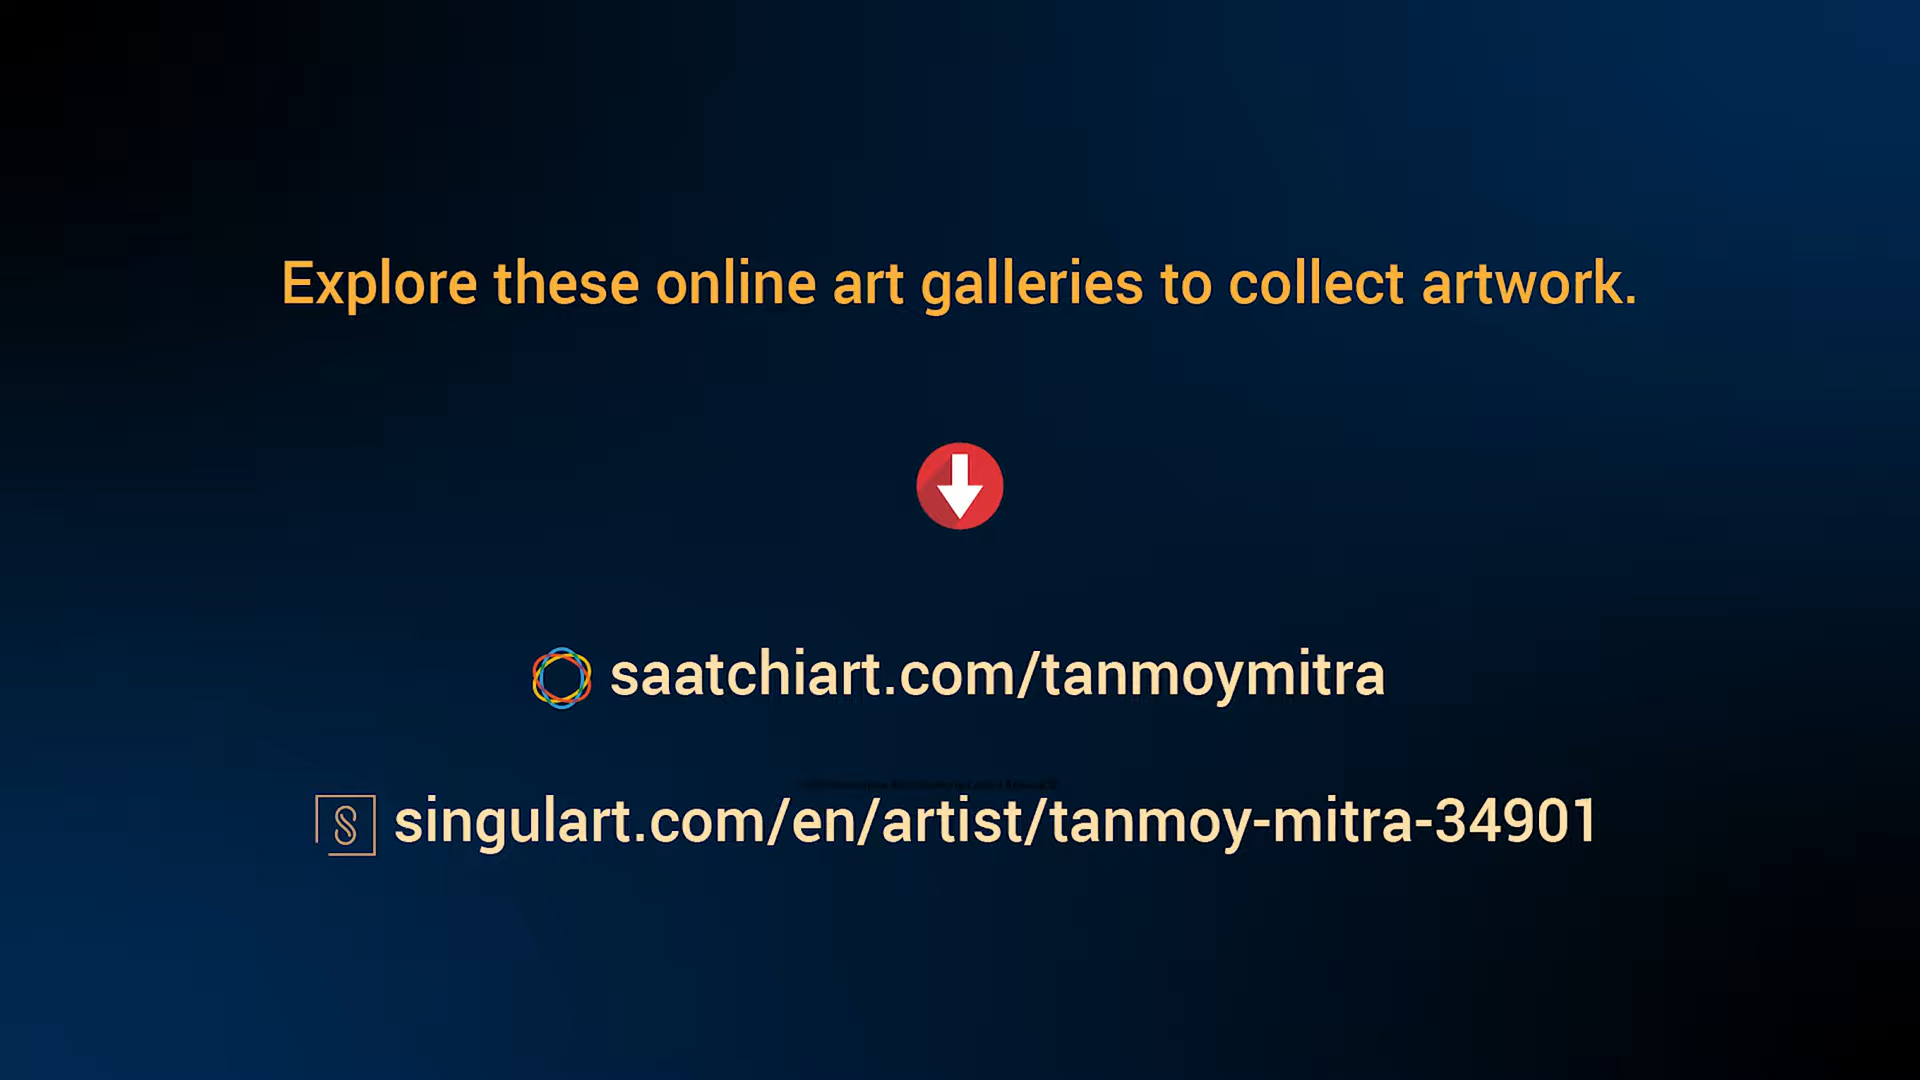 Explore these online art galleries to collect artwork.
saatchiart.com/tanmoymitra
singulart.com/en/artist/tanmoy-mitra-34901